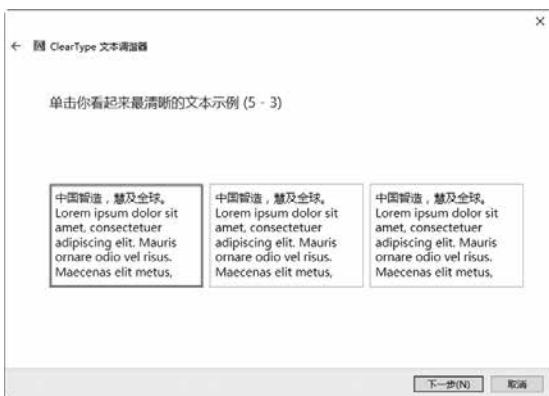 ClearType 文本调谐器
单击你看起来最清晰的文本示例 (5 - 3)
中国智造，慧及全球。
Lorem ipsum dolor sit
amet, consectetuer
adipiscing elit. Mauris
ornare odio vel risus.
Maecenas elit metus,
中国智造，慧及全球。
Lorem ipsum dolor sit
amet, consectetuer
adipiscing elit. Mauris
ornare odio vel risus.
Maecenas elit metus,
中国智造，慧及全球。
Lorem ipsum dolor sit
amet, consectetuer
adipiscing elit. Mauris
ornare odio vel risus.
Maecenas elit metus,
下一步(N)
取消